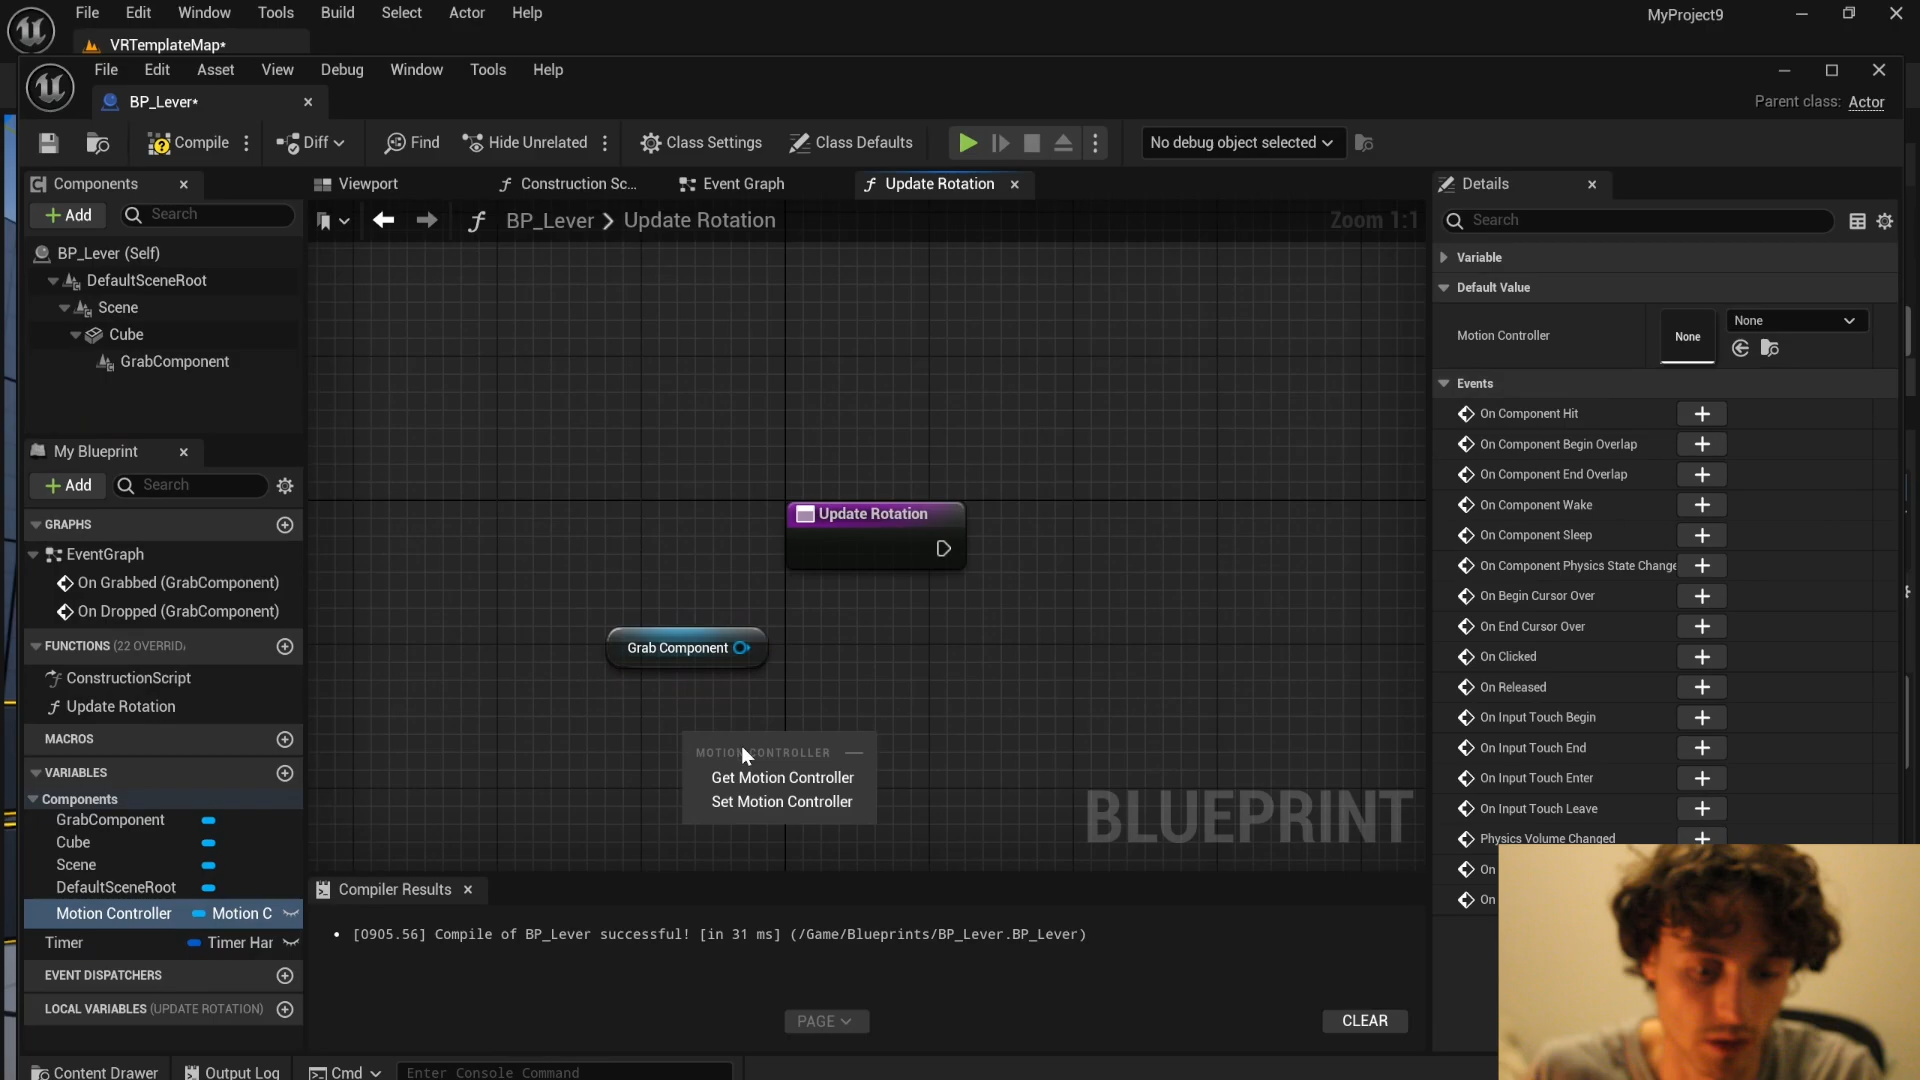 File Edit Window Tools Build Select Actor Help
MyProject9
VRTemplateMap*
File Edit Asset View Debug Window Tools Help
BP_Lever*
Parent class: Actor
Compile Diff Find Hide Unrelated Class Settings Class Defaults No debug object selected
Components
Viewport Construction Sc... Event Graph Update Rotation
Details
Add Search
BP_Lever Update Rotation
Zoom 1:1
Search
BP_Lever (Self)
DefaultSceneRoot
Scene
Cube
GrabComponent
My Blueprint
Add Search
GRAPHS
EventGraph
On Grabbed (GrabComponent)
On Dropped (GrabComponent)
FUNCTIONS (22 OVERRID
ConstructionScript
Update Rotation
MACROS
VARIABLES
Components
GrabComponent
Cube
Scene
DefaultSceneRoot
Motion Controller Motion C
Timer Timer Har
EVENT DISPATCHERS
LOCAL VARIABLES (UPDATE ROTATION)
Update Rotation
Grab Component
MOTION CONTROLLER
Get Motion Controller
Set Motion Controller
BLUEPRINT
Compiler Results
• [0905.56] Compile of BP_Lever successful! [in 31 ms] (/Game/Blueprints/BP_Lever.BP_Lever)
PAGE
CLEAR
Variable
Default Value
Motion Controller None None
Events
On Component Hit
On Component Begin Overlap
On Component End Overlap
On Component Wake
On Component Sleep
On Component Physics State Change
On Begin Cursor Over
On End Cursor Over
On Clicked
On Released
On Input Touch Begin
On Input Touch End
On Input Touch Enter
On Input Touch Leave
Physics Volume Changed
On
On
Content Drawer Output Log Cmd Enter Console Command